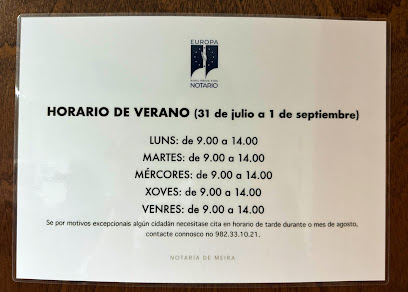 EUROPA
NOTARIO
HORARIO DE VERANO (31 de julio a 1 de septiembre)
LUNS: de 9.00 a 14.00
MARTES: de 9.00 a 14.00
MÉRCORES: de 9.00 a 14.00
XOVES: de 9.00 a 14.00
VENRES: de 9.00 a 14.00
Se por motivos excepcionais algún cidadán necesitase cita en horario de tarde durante o mes de agosto,
contacte connosco no 982.33.10.21.
NOTARIA DE MEIRA